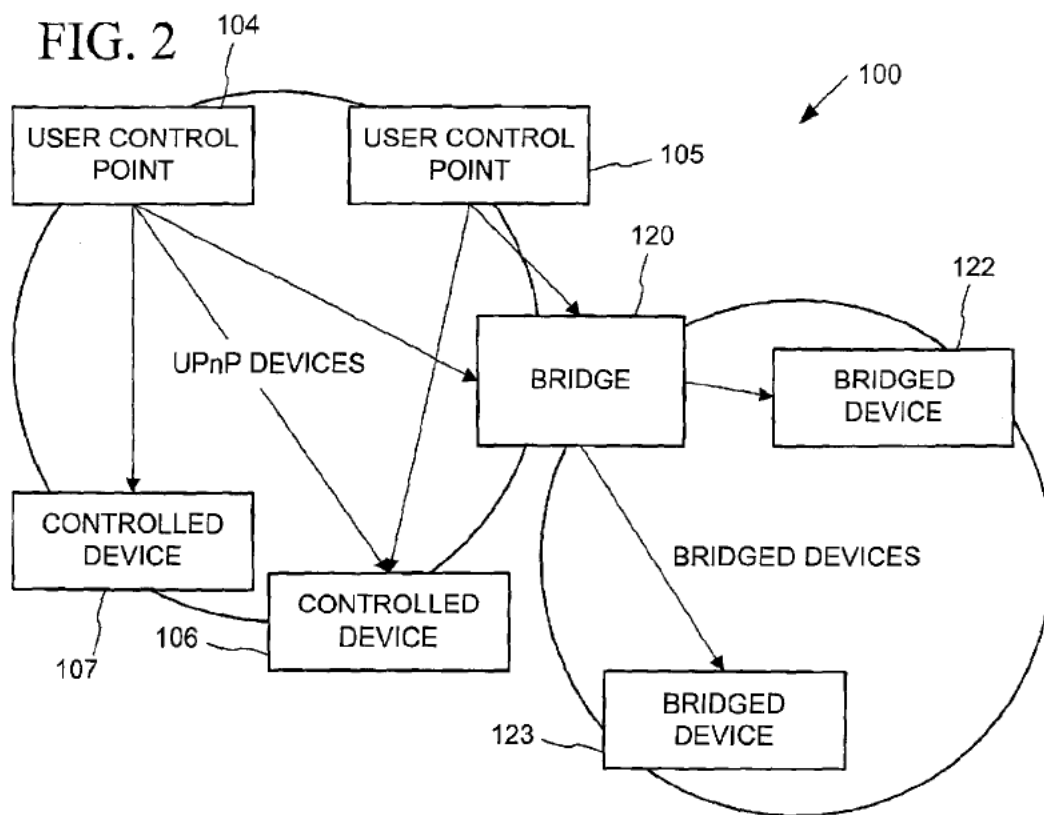 FIG. 2
104
100
USER CONTROL
POINT
USER CONTROL
POINT
105
120
122
UPnP DEVICES
BRIDGE
BRIDGED
DEVICE
CONTROLLED
DEVICE
BRIDGED DEVICES
CONTROLLED
DEVICE
106
107
BRIDGED
DEVICE
123